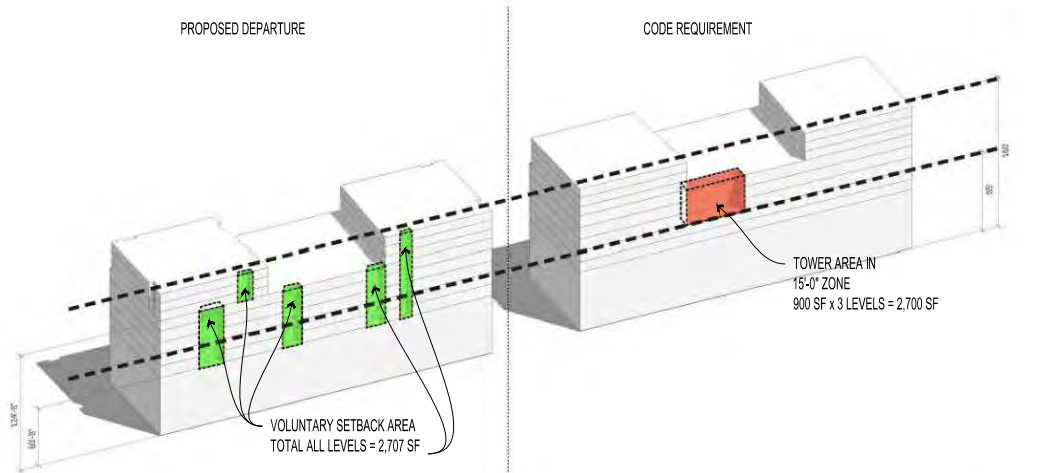 PROPOSED DEPARTURE
CODE REQUIREMENT
TOWER AREA IN
15'-0" ZONE
900 SF x 3 LEVELS = 2,700 SF
VOLUNTARY SETBACK AREA
TOTAL ALL LEVELS = 2,707 SF